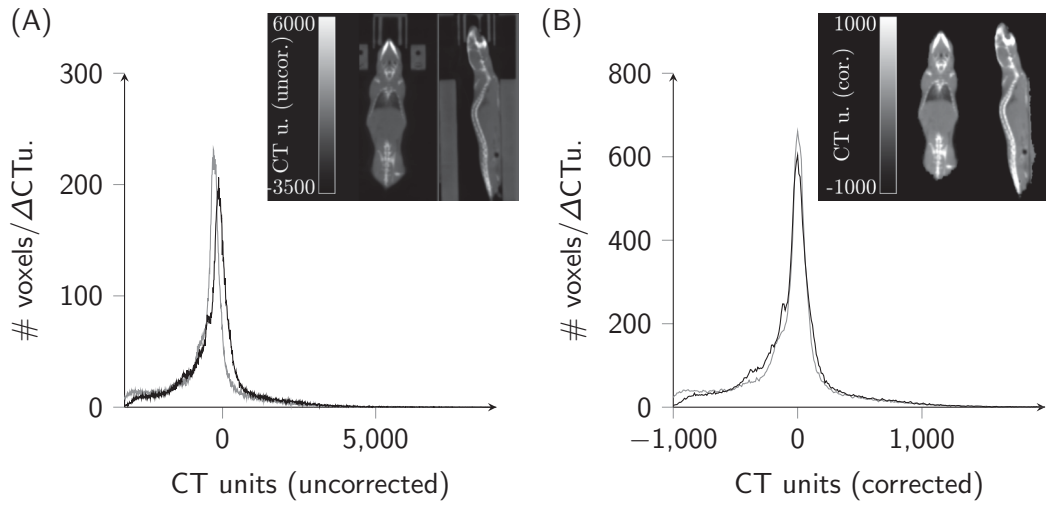 (A)
6000
CT u. (uncor.)
-3500
300
200
100
0
# voxels/ΔCTu.
0 5,000
CT units (uncorrected)
(B)
1000
CT u. (cor.)
-1000
800
600
400
200
0
# voxels/ΔCTu.
−1,000 0 1,000
CT units (corrected)